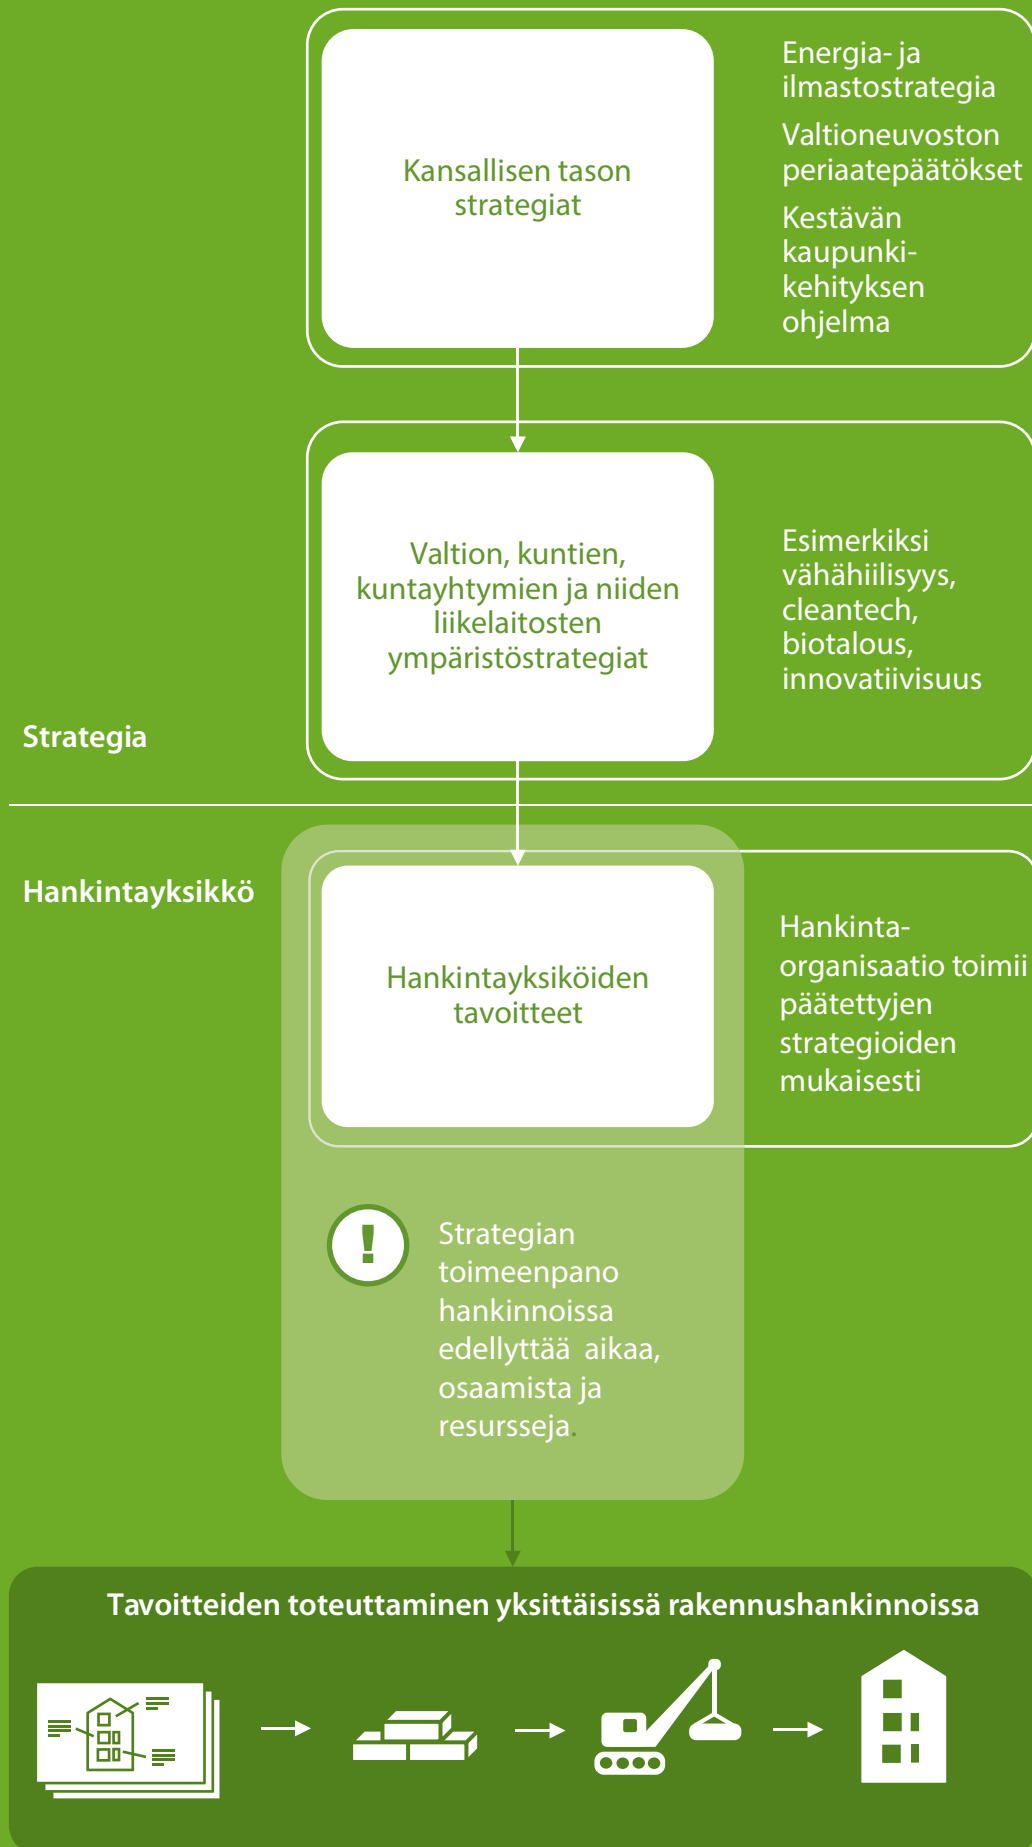 Kansallisen tason
strategiat
Energia- ja
ilmastostrategia
Valtioneuvoston
periaatepäätökset
Kestävän
kaupunki-
kehityksen
ohjelma
Valtion, kuntien,
kuntayhtymien ja niiden
liikelaitosten
ympäristöstrategiat
Esimerkiksi
vähähiilisyys,
cleantech,
biotalous,
innovatiivisuus
Strategia
Hankintayksikkö
Hankintayksiköiden
tavoitteet
Hankinta-
organisaatio toimii
päätettyjen
strategioiden
mukaisesti
!
Strategian
toimeenpano
hankinnoissa
edellyttää aikaa,
osaamista ja
resursseja.
Tavoitteiden toteuttaminen yksittäisissä rakennushankinnoissa